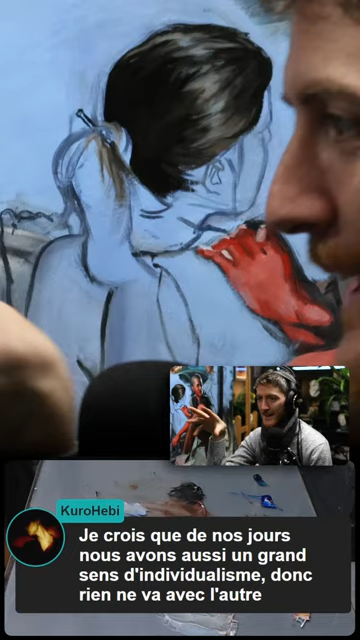 KuroHebi
Je crois que de nos jours
nous avons aussi un grand
sens d'individualisme, donc
rien ne va avec l'autre